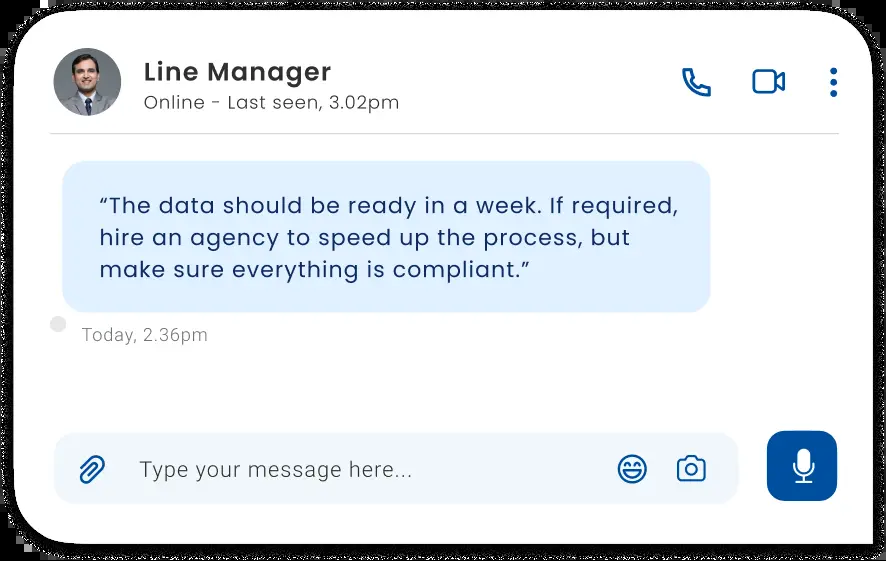 Line Manager
Online - Last seen, 3.02pm
“The data should be ready in a week. If required,
hire an agency to speed up the process, but
make sure everything is compliant.”
Today, 2.36pm
Type your message here...